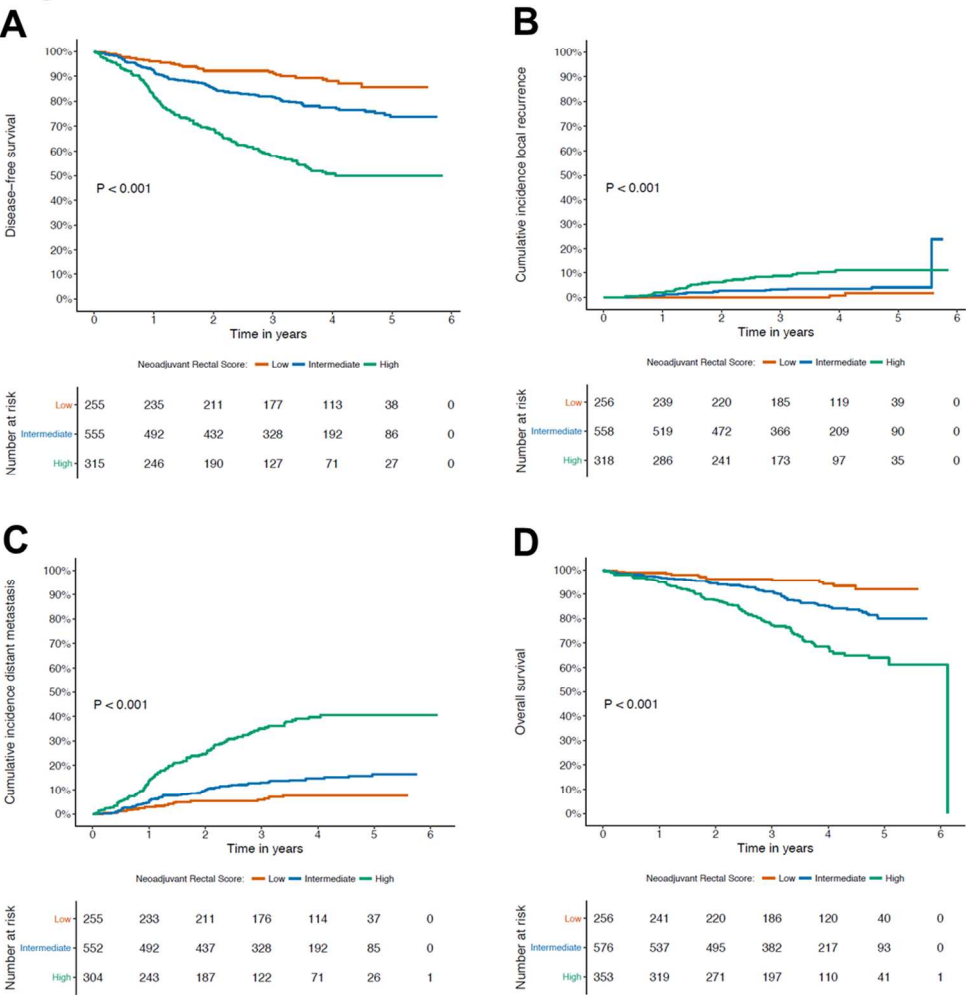 A
100%
90%
80%
70%
60%
50%
40%
30%
20%
10%
0%
Disease-free survival
P < 0.001
0 1 2 3 4 5 6
Time in years
Neoadjuvant Rectal Score: Low Intermediate High
Number at risk
Low 255 235 211 177 113 38 0
Intermediate 555 492 432 328 192 86 0
High 315 246 190 127 71 27 0
B
100%
90%
80%
70%
60%
50%
40%
30%
20%
10%
0%
Cumulative incidence local recurrence
P < 0.001
0 1 2 3 4 5 6
Time in years
Neoadjuvant Rectal Score: Low Intermediate High
Number at risk
Low 256 239 220 185 119 39 0
Intermediate 558 519 472 366 209 90 0
High 318 286 241 173 97 35 0
C
100%
90%
80%
70%
60%
50%
40%
30%
20%
10%
0%
Cumulative incidence distant metastasis
P < 0.001
0 1 2 3 4 5 6
Time in years
Neoadjuvant Rectal Score: Low Intermediate High
Number at risk
Low 255 233 211 176 114 37 0
Intermediate 552 492 437 328 192 85 0
High 304 243 187 122 71 26 1
D
100%
90%
80%
70%
60%
50%
40%
30%
20%
10%
0%
Overall survival
P < 0.001
0 1 2 3 4 5 6
Time in years
Neoadjuvant Rectal Score: Low Intermediate High
Number at risk
Low 256 241 220 186 120 40 0
Intermediate 576 537 495 382 217 93 0
High 353 319 271 197 110 41 1